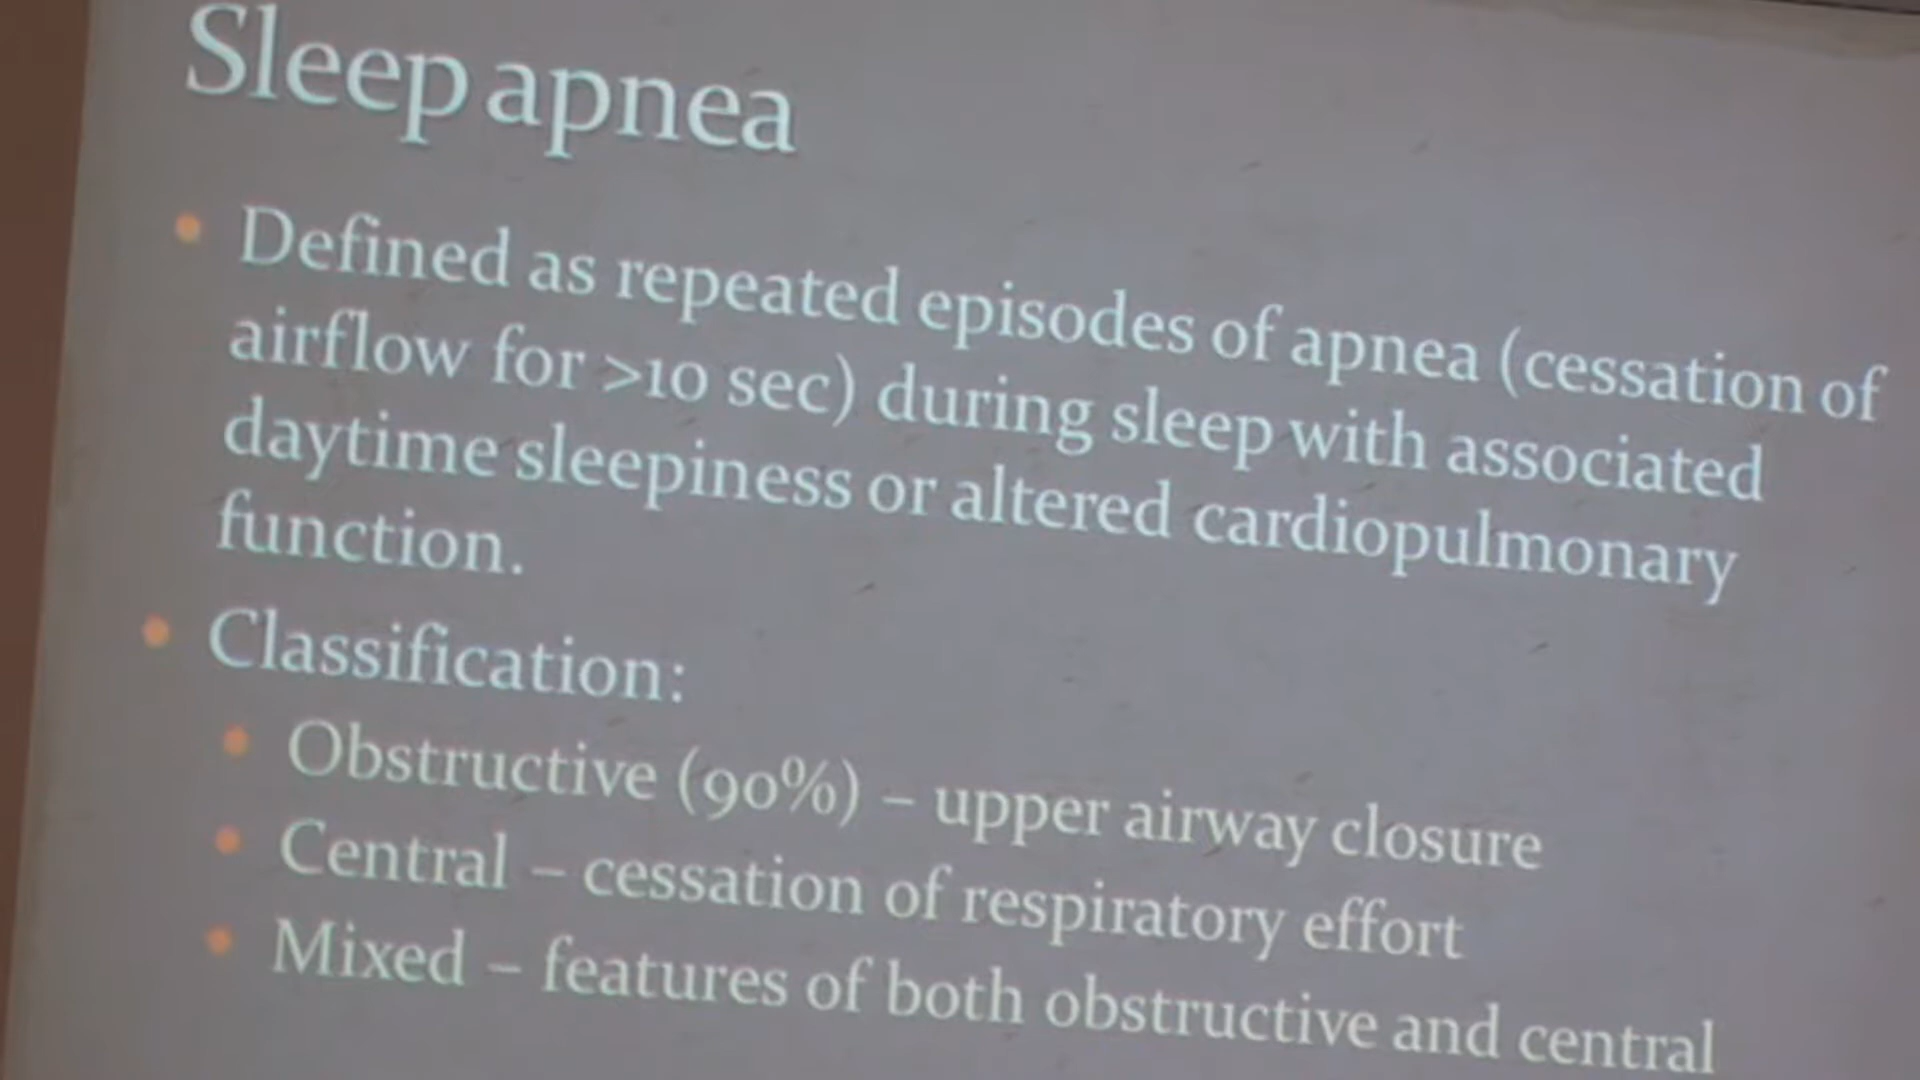 Sleep apnea
• Defined as repeated episodes of apnea (cessation of
airflow for >10 sec) during sleep with associated
daytime sleepiness or altered cardiopulmonary
function.
• Classification:
• Obstructive (90%) – upper airway closure
• Central – cessation of respiratory effort
• Mixed – features of both obstructive and central